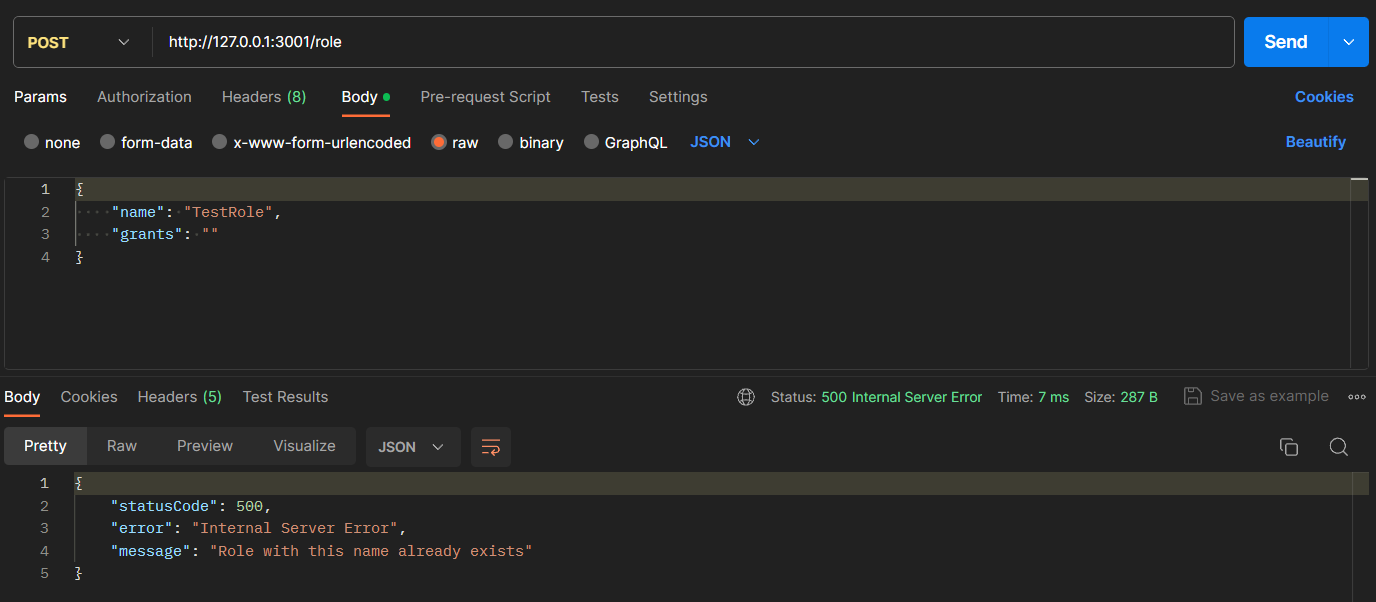 POST http://127.0.0.1:3001/role Send
Params Authorization Headers (8) Body Pre-request Script Tests Settings Cookies
none form-data x-www-form-urlencoded raw binary GraphQL JSON Beautify
1 {
2 "name": "TestRole",
3 "grants": ""
4 }
Body Cookies Headers (5) Test Results Status: 500 Internal Server Error Time: 7 ms Size: 287 B Save as example
Pretty Raw Preview Visualize JSON
1 {
2 "statusCode": 500,
3 "error": "Internal Server Error",
4 "message": "Role with this name already exists"
5 }